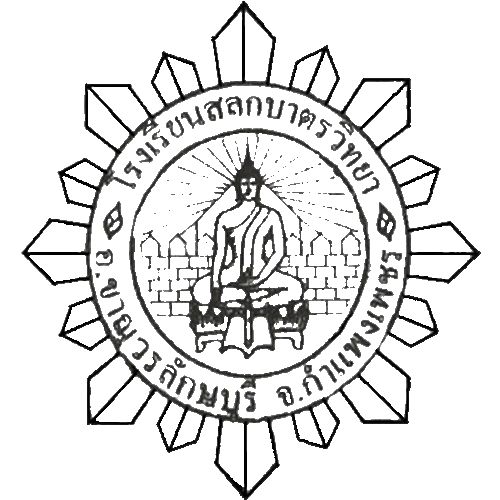 โรงเรียนสลกบาตรวิทยา
อ.ขาณุวรลักษบุรี จ.กำแพงเพชร